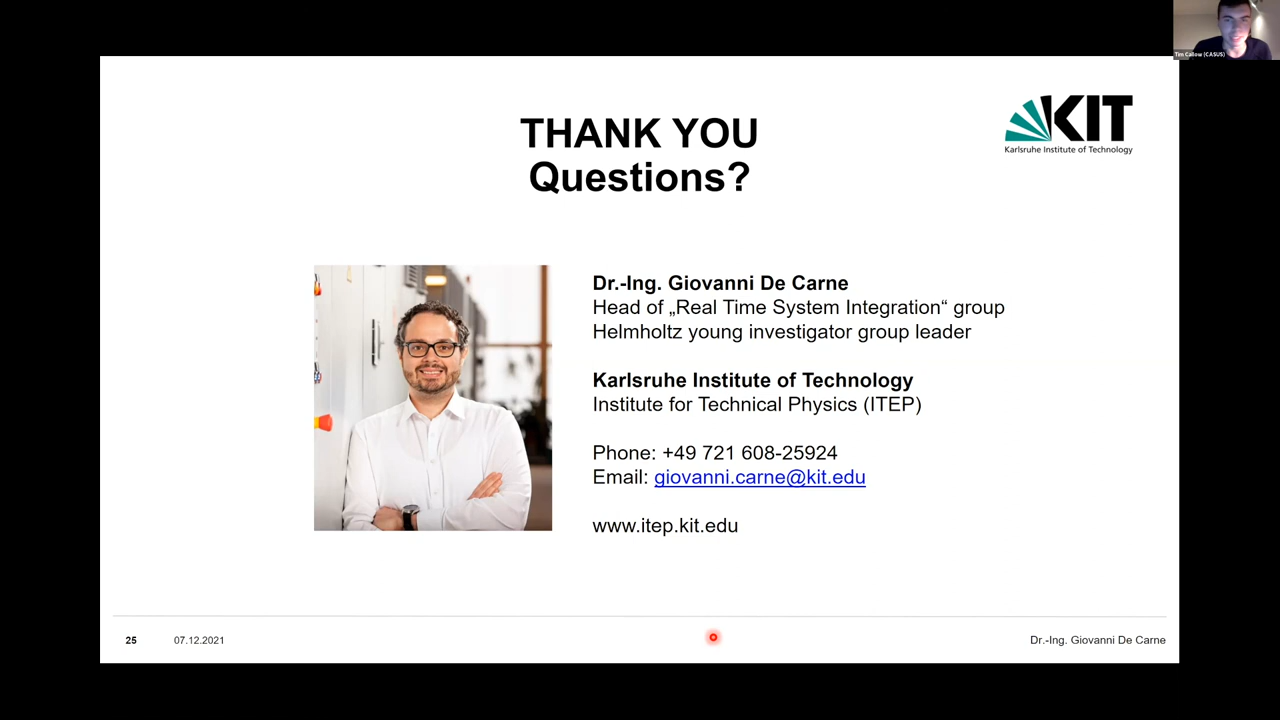 Tim Callow (CASUS)
KIT
Karlsruhe Institute of Technology
THANK YOU
Questions?
Dr.-Ing. Giovanni De Carne
Head of „Real Time System Integration“ group
Helmholtz young investigator group leader
Karlsruhe Institute of Technology
Institute for Technical Physics (ITEP)
Phone: +49 721 608-25924
Email: giovanni.carne@kit.edu
www.itep.kit.edu
25
07.12.2021
Dr.-Ing. Giovanni De Carne